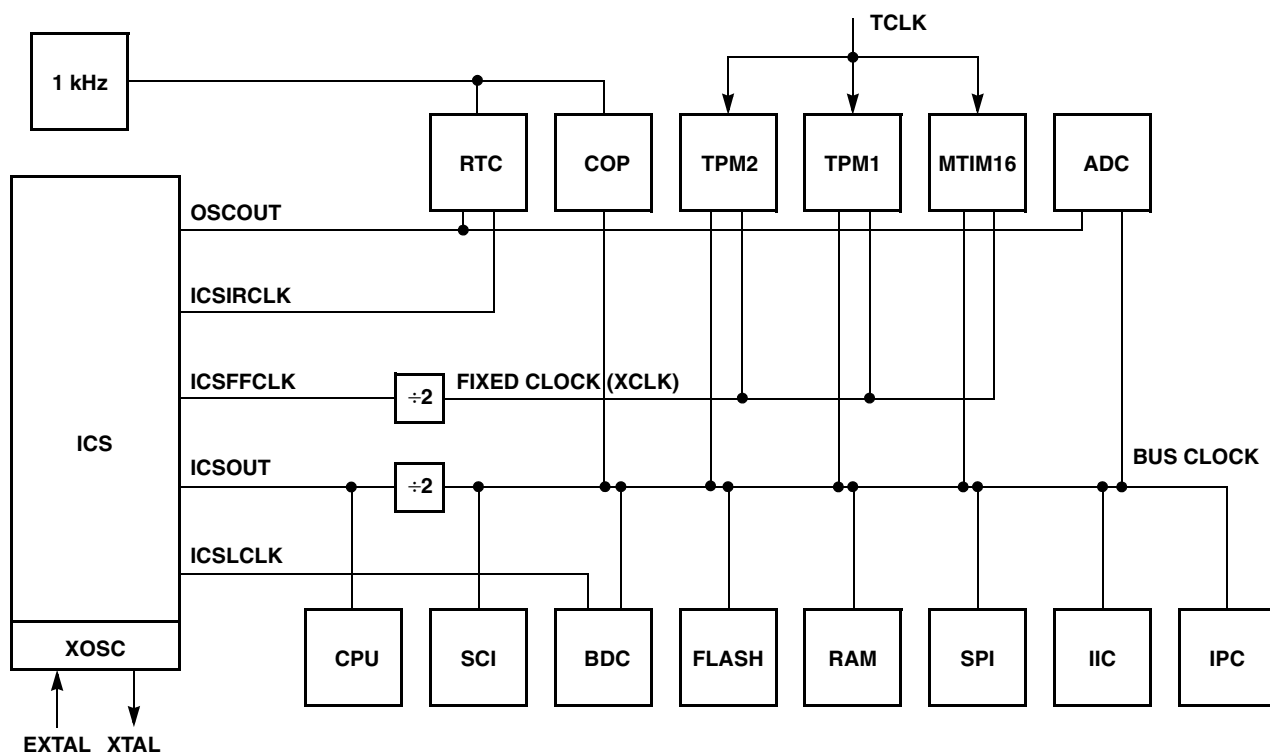 TCLK
1 kHz
RTC
COP
TPM2
TPM1
MTIM16
ADC
OSCOUT
ICSIRCLK
ICSFFCLK
÷2
FIXED CLOCK (XCLK)
ICS
ICSOUT
÷2
BUS CLOCK
ICSLCLK
XOSC
CPU
SCI
BDC
FLASH
RAM
SPI
IIC
IPC
EXTAL
XTAL